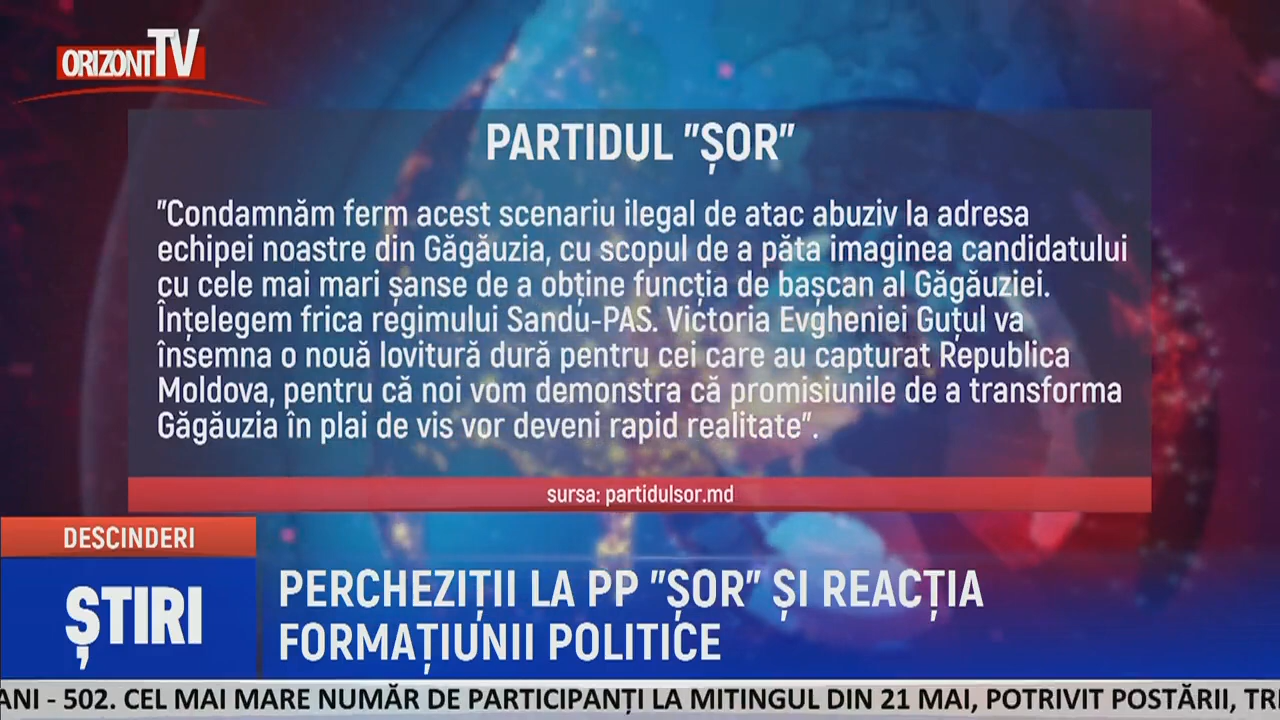 ORIZONTTV
PARTIDUL "ȘOR"
"Condamnăm ferm acest scenariu ilegal de atac abuziv la adresa
echipei noastre din Găgăuzia, cu scopul de a păta imaginea candidatului
cu cele mai mari șanse de a obține funcția de bașcan al Găgăuziei.
Înțelegem frica regimului Sandu-PAS. Victoria Evgheniei Guțul va
însemna o nouă lovitură dură pentru cei care au capturat Republica
Moldova, pentru că noi vom demonstra că promisiunile de a transforma
Găgăuzia în plai de vis vor deveni rapid realitate".
sursa: partidulsor.md
DESCINDERI
ȘTIRI
PERCHEZIȚII LA PP "ȘOR" ȘI REACȚIA
FORMAȚIUNII POLITICE
ANI - 502. CEL MAI MARE NUMĂR DE PARTICIPANȚI LA MITINGUL DIN 21 MAI, POTRIVIT POSTĂRII, TRI